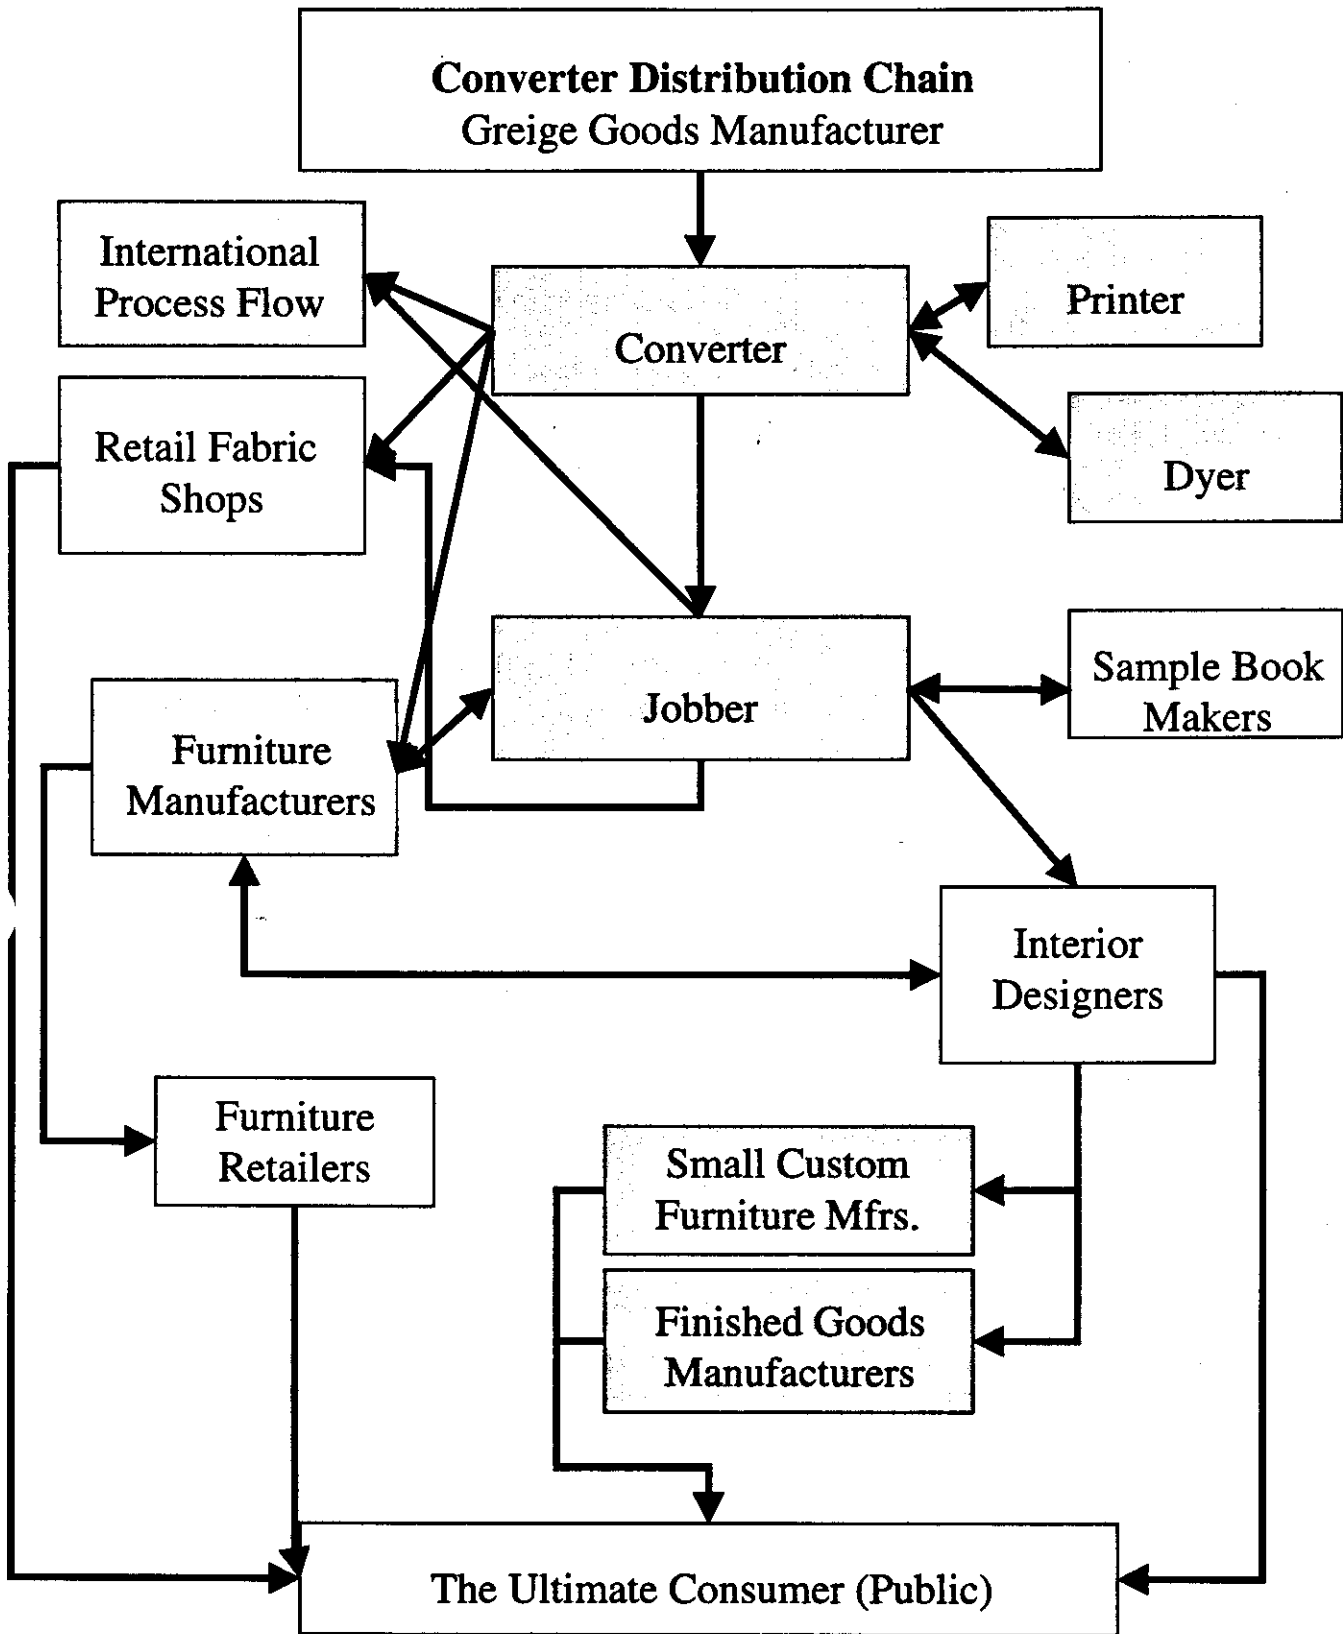 Converter Distribution Chain
Greige Goods Manufacturer
International
Process Flow
Printer
Converter
Retail Fabric
Shops
Dyer
Sample Book
Makers
Jobber
Furniture
Manufacturers
Interior
Designers
Furniture
Retailers
Small Custom
Furniture Mfrs.
Finished Goods
Manufacturers
The Ultimate Consumer (Public)